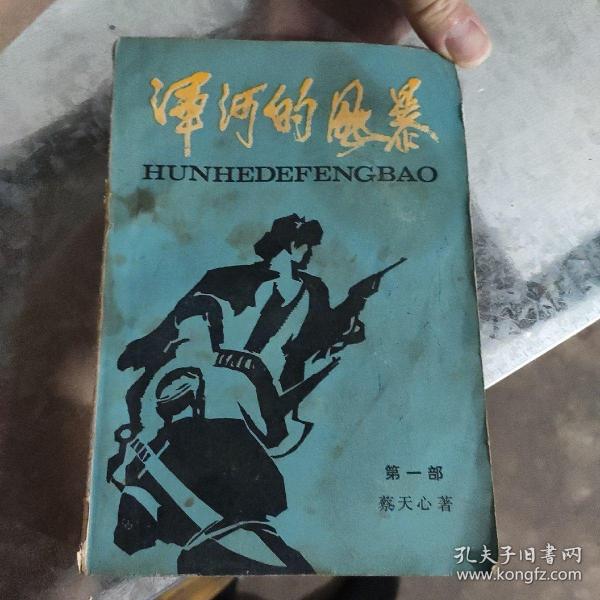 浑河的风暴
HUNHEDEFENGBAO
第一部
蔡天心著
孔夫子旧书网
www.kongfz.com